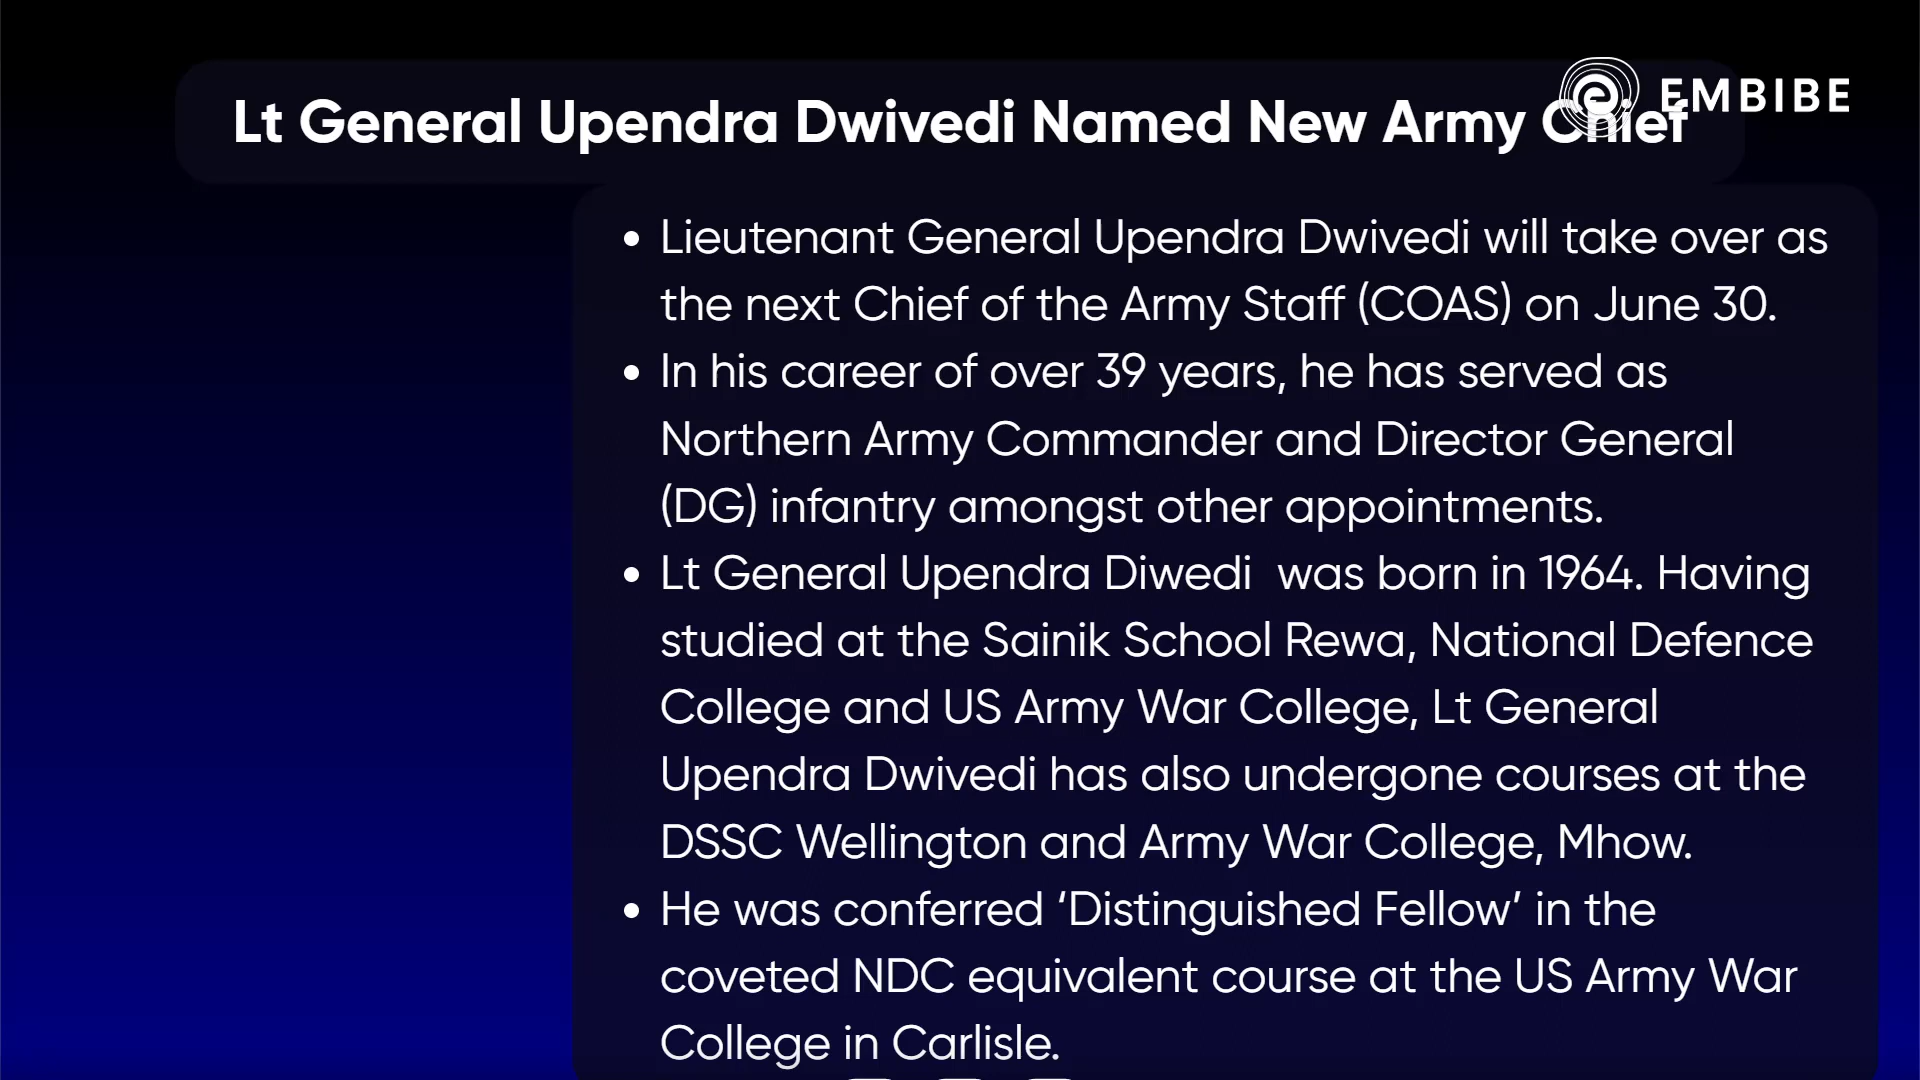 Lt General Upendra Dwivedi Named New Army Chief
EMBIBE
• Lieutenant General Upendra Dwivedi will take over as
the next Chief of the Army Staff (COAS) on June 30.
• In his career of over 39 years, he has served as
Northern Army Commander and Director General
(DG) infantry amongst other appointments.
• Lt General Upendra Diwedi  was born in 1964. Having
studied at the Sainik School Rewa, National Defence
College and US Army War College, Lt General
Upendra Dwivedi has also undergone courses at the
DSSC Wellington and Army War College, Mhow.
• He was conferred ‘Distinguished Fellow’ in the
coveted NDC equivalent course at the US Army War
College in Carlisle.